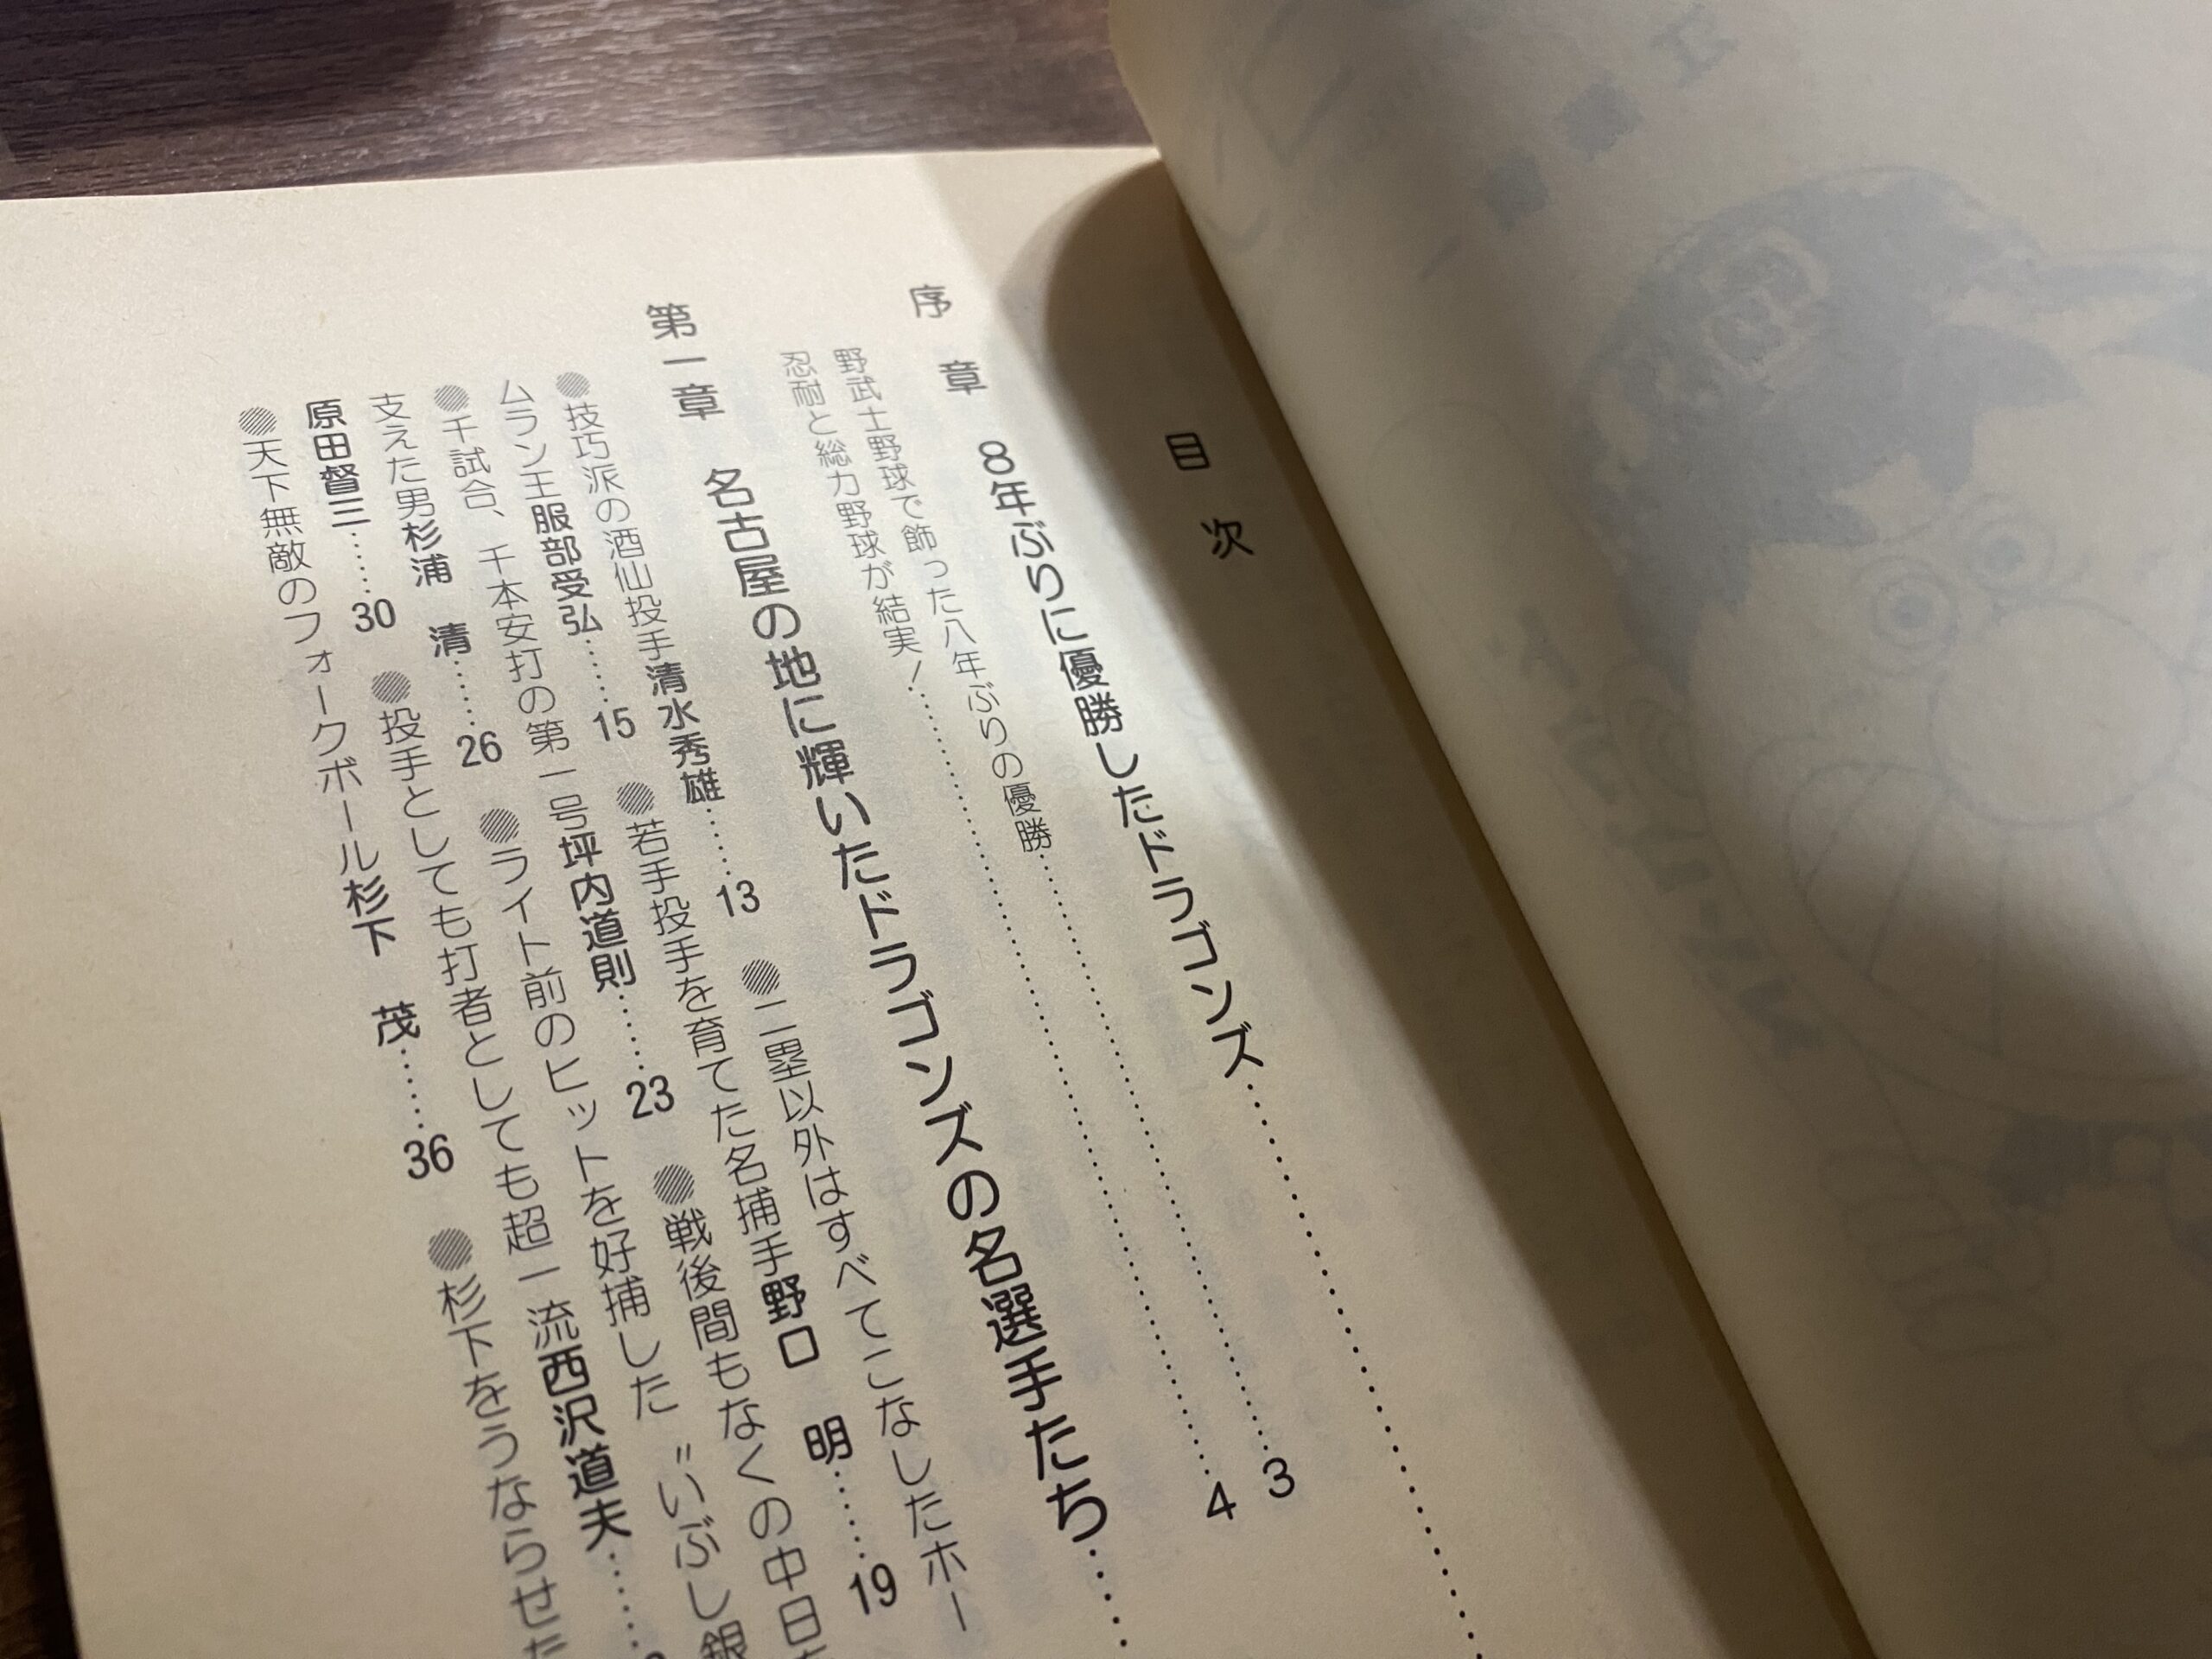 目次
序章 8年ぶりに優勝したドラゴンズ…………
野武士野球で飾った八年ぶりの優勝…………3
忍耐と総力野球が結実!…………4
第一章 名古屋の地に輝いたドラゴンズの名選手たち……
●技巧派の酒仙投手清水秀雄……13 ●二塁以外はすべてこなしたホー
ムラン王服部受弘……15 ●若手投手を育てた名捕手野口 明……19
●千試合、千本安打の第一号坪内道則……23 ●戦後間もなくの中日を
支えた男杉浦 清……26 ●ライト前のヒットを好捕した〝いぶし銀
原田督三……30 ●投手としても打者としても超一流西沢道夫……
●天下無敵のフォークボール杉下 茂……36 ●杉下をうならせた